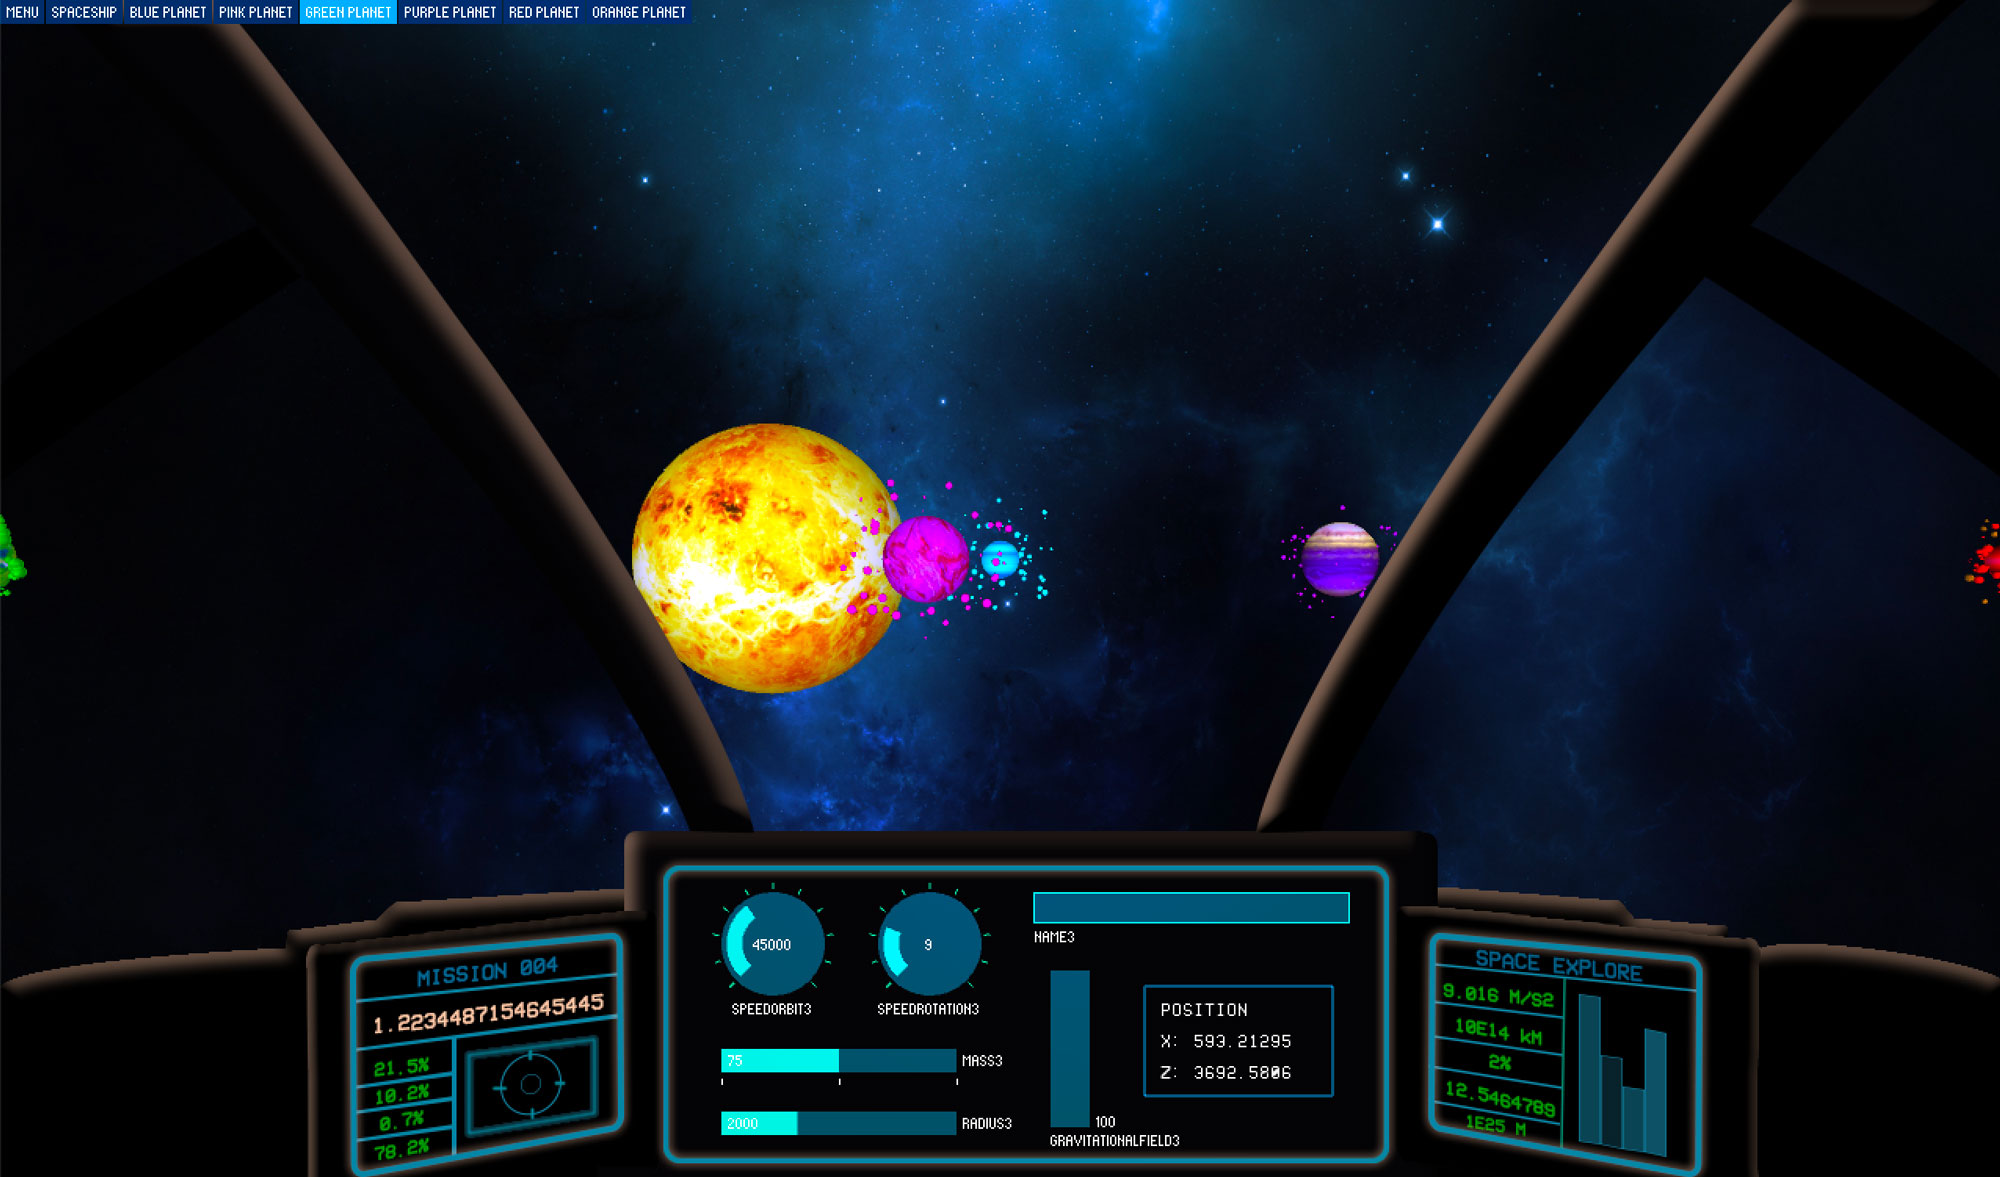 MENU SPACESHIP BLUE PLANET PINK PLANET GREEN PLANET PURPLE PLANET RED PLANET ORANGE PLANET
MISSION 004
1.2234487154645445
21.5%
10.2%
0.7%
78.2%
45000
SPEEDORBIT3
9
SPEEDROTATION3
75
MASS3
2000
RADIUS3
NAME3
100
GRAVITATIONALFIELD3
POSITION
X: 593.21295
Z: 3692.5806
SPACE EXPLORE
9.016 M/S2
10E14 kM
2%
12.5464789
1E25 M